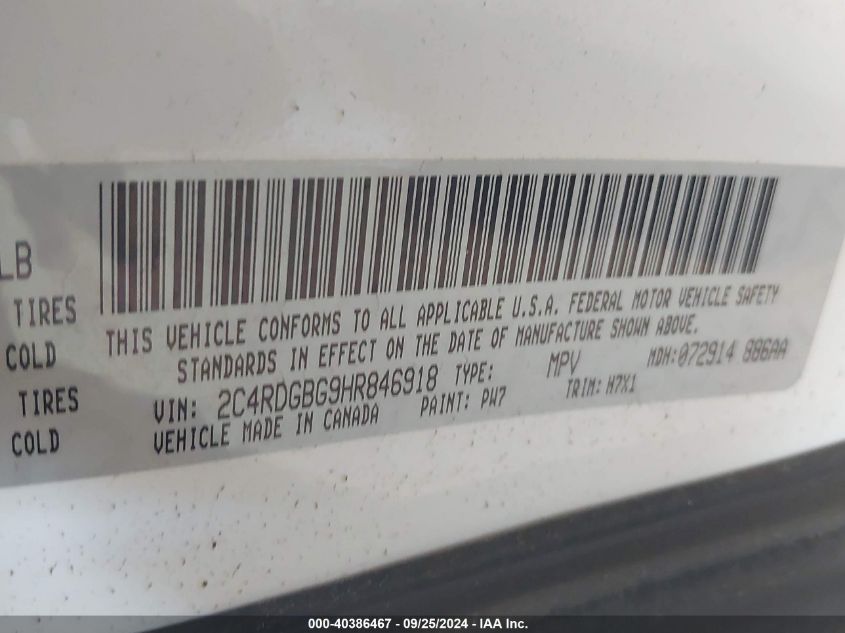 LB
TIRES
COLD
TIRES
COLD
THIS VEHICLE CONFORMS TO ALL APPLICABLE U.S.A. FEDERAL MOTOR VEHICLE SAFETY
STANDARDS IN EFFECT ON THE DATE OF MANUFACTURE SHOWN ABOVE.
VIN: 2C4RDGBG9HR846918 TYPE: MPV MDH:072914 886AA
VEHICLE MADE IN CANADA PAINT: PW7 TRIM: H7X1
000-40386467 - 09/25/2024 - IAA Inc.